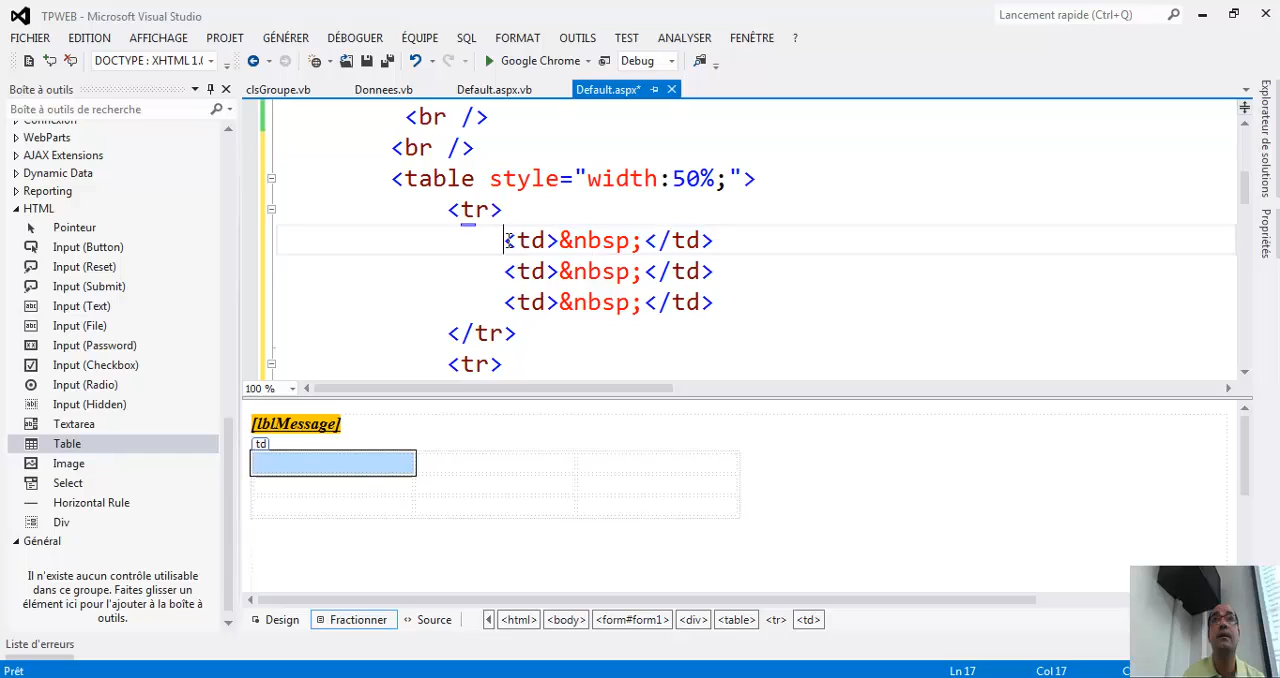 TPWEB - Microsoft Visual Studio
Lancement rapide (Ctrl+Q)
FICHIER EDITION AFFICHAGE PROJET GÉNÉRER DÉBOGUER ÉQUIPE SQL FORMAT OUTILS TEST ANALYSER FENÊTRE ?
DOCTYPE : XHTML 1.0 Google Chrome Debug
Boîte à outils
clsGroupe.vb Donnees.vb Default.aspx.vb Default.aspx*
Boîte à outils de recherche
WebParts
AJAX Extensions
Dynamic Data
Reporting
HTML
Pointeur
Input (Button)
Input (Reset)
Input (Submit)
Input (Text)
Input (File)
Input (Password)
Input (Checkbox)
Input (Radio)
Input (Hidden)
Textarea
Table
Image
Select
Horizontal Rule
Div
Général
Il n'existe aucun contrôle utilisable
dans ce groupe. Faites glisser un
élément ici pour l'ajouter à la boîte à
outils.
<br />
<br />
<table style="width:50%;">
<tr>
<td>&nbsp;</td>
<td>&nbsp;</td>
<td>&nbsp;</td>
</tr>
<tr>
100 %
[lblMessage]
td
Design Fractionner Source <html> <body> <form#form1> <div> <table> <tr> <td>
Explorateur de solutions
Propriétés
Liste d'erreurs
Prêt
Ln 17 Col 17